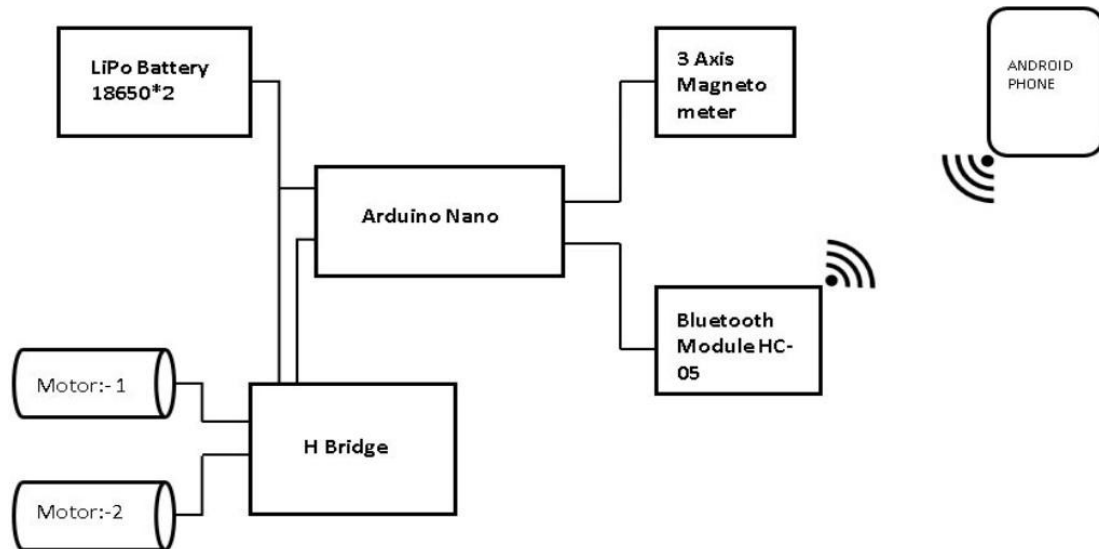 LiPo Battery
18650*2
3 Axis
Magneto
meter
ANDROID
PHONE
Arduino Nano
Bluetooth
Module HC-
05
Motor:- 1
H Bridge
Motor:-2